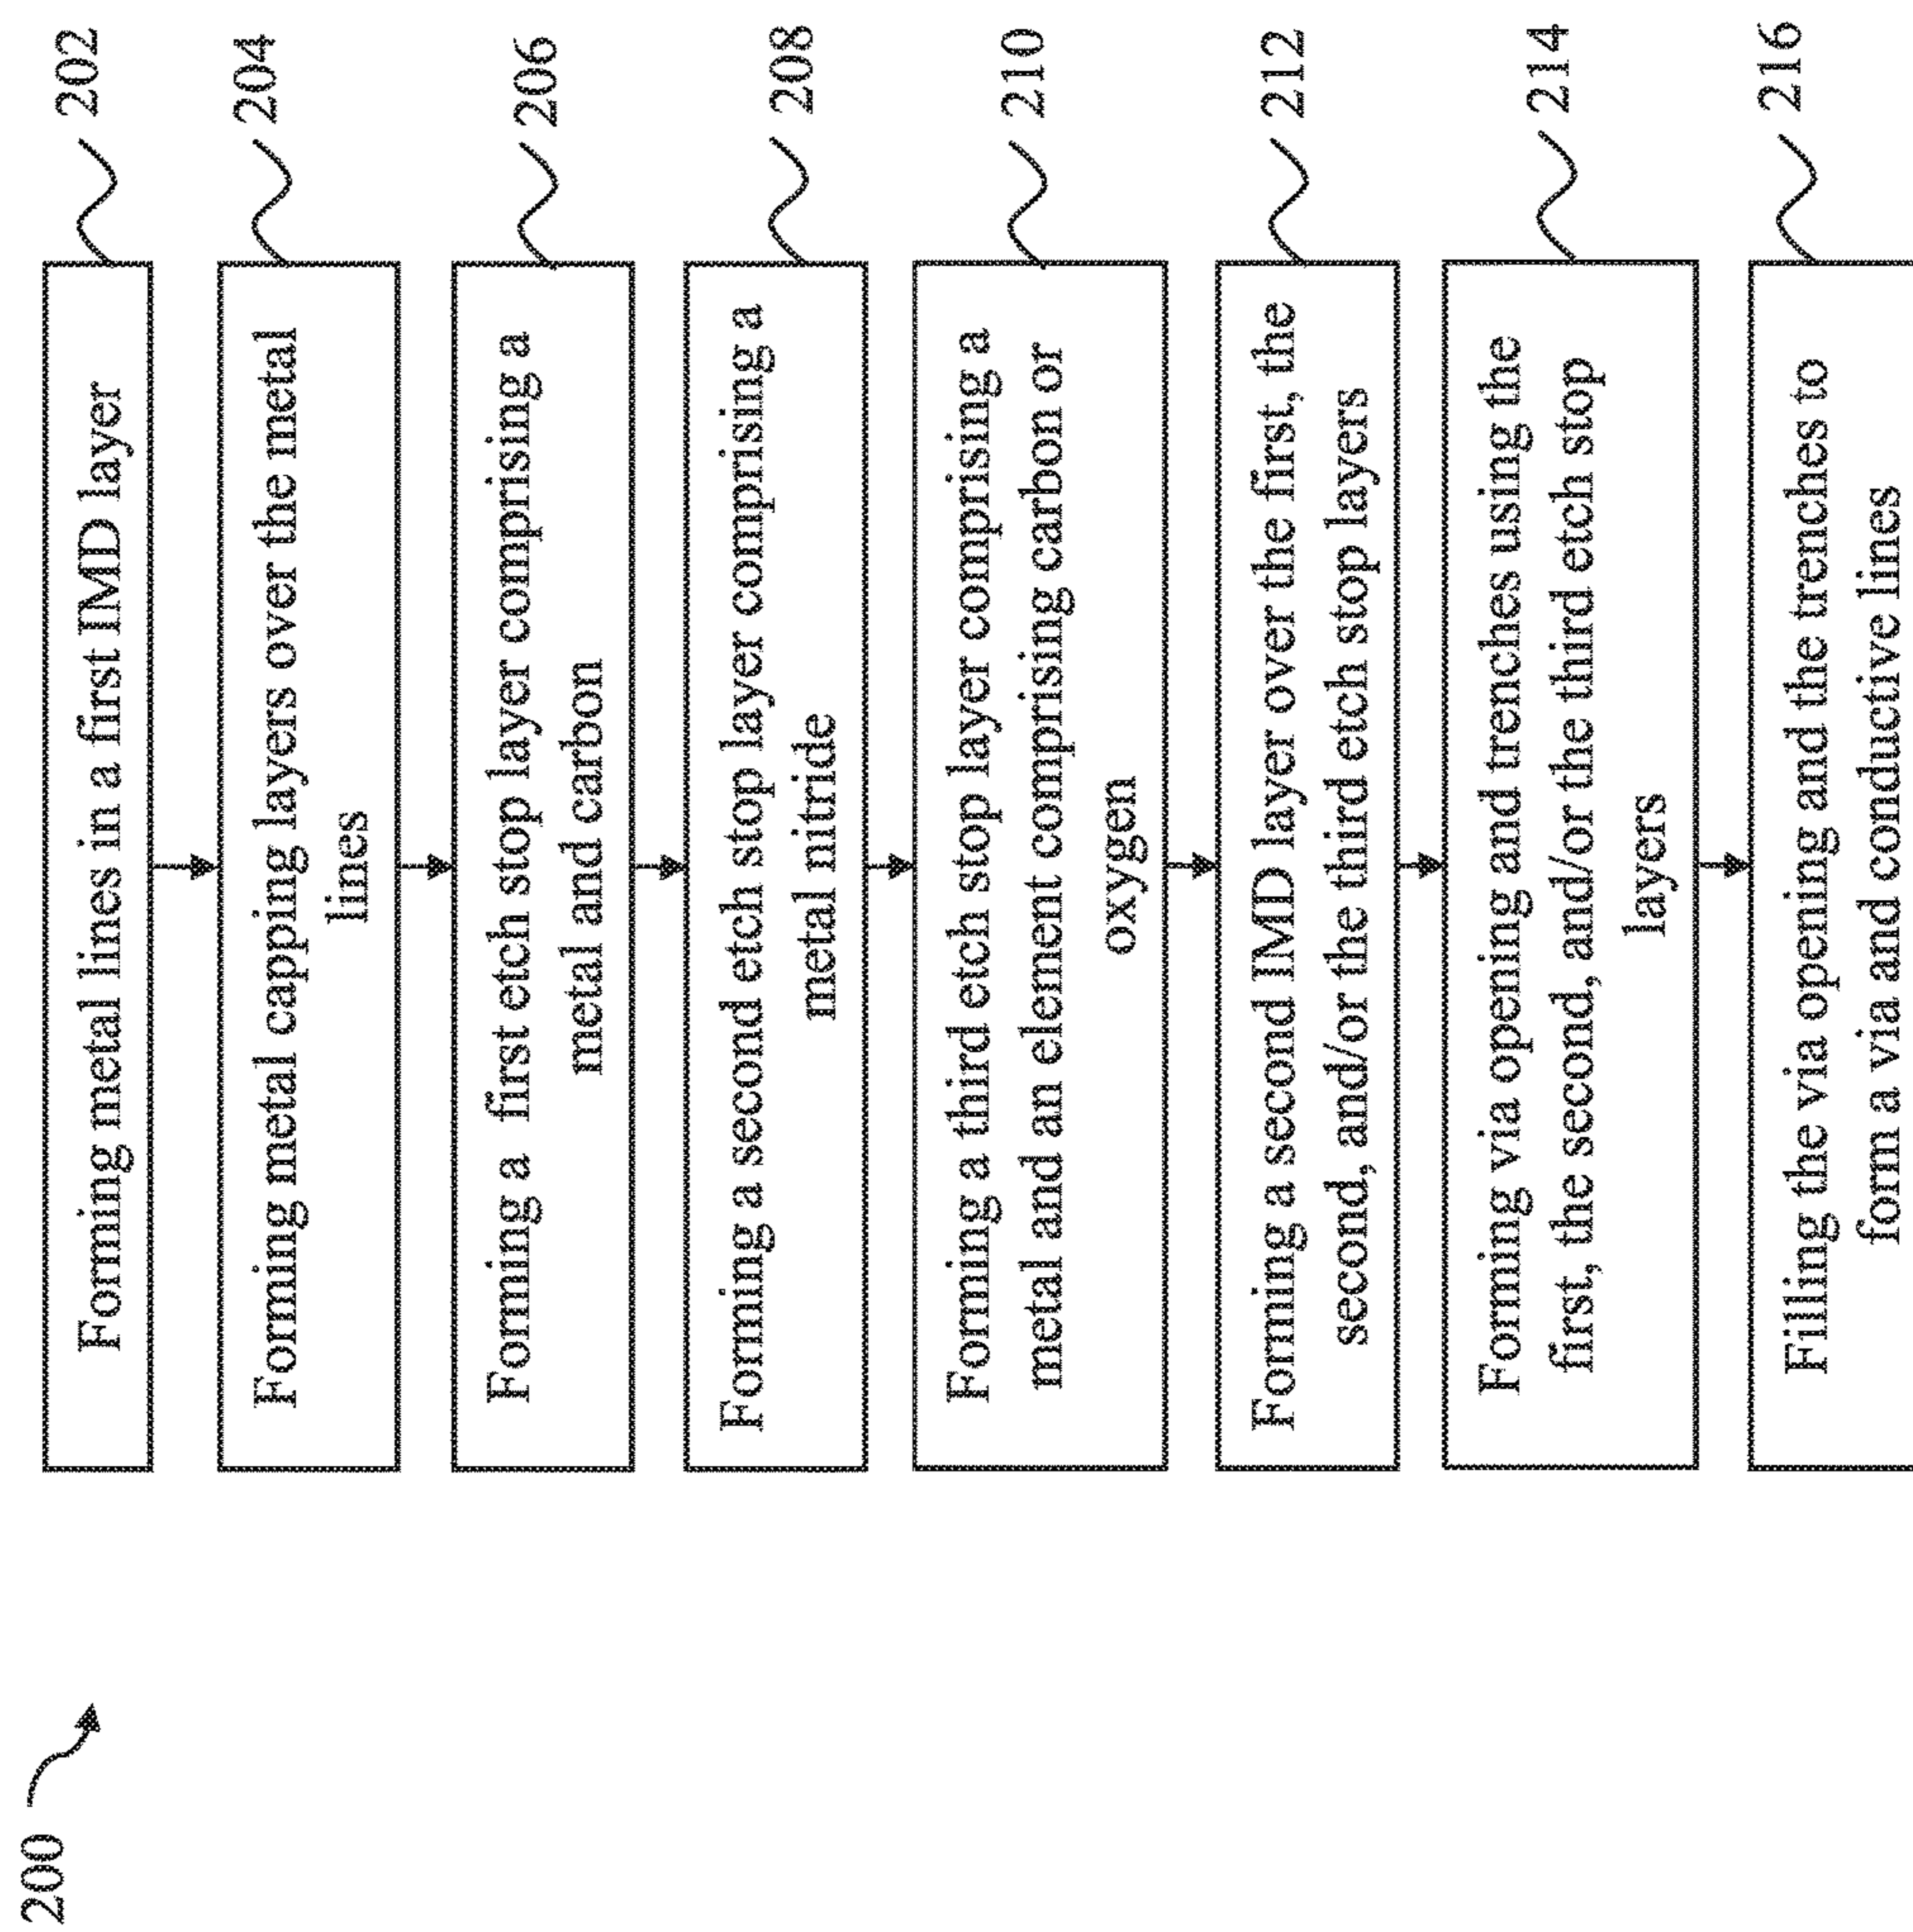 200
Forming metal lines in a first IMD layer
202
Forming metal capping layers over the metal
lines
204
Forming a first etch stop layer comprising a
metal and carbon
206
Forming a second etch stop layer comprising a
metal nitride
208
Forming a third etch stop layer comprising a
metal and an element comprising carbon or
oxygen
210
Forming a second IMD layer over the first, the
second, and/or the third etch stop layers
212
Forming via opening and trenches using the
first, the second, and/or the third etch stop
layers
214
Filling the via opening and the trenches to
form a via and conductive lines
216